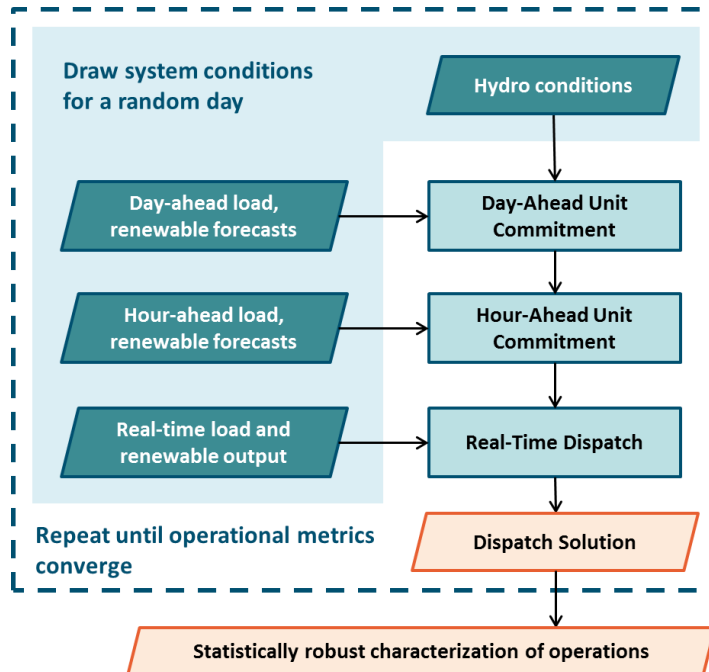 Draw system conditions
for a random day
Hydro conditions
Day-ahead load,
renewable forecasts
Day-Ahead Unit
Commitment
Hour-ahead load,
renewable forecasts
Hour-Ahead Unit
Commitment
Real-time load and
renewable output
Real-Time Dispatch
Repeat until operational metrics
converge
Dispatch Solution
Statistically robust characterization of operations